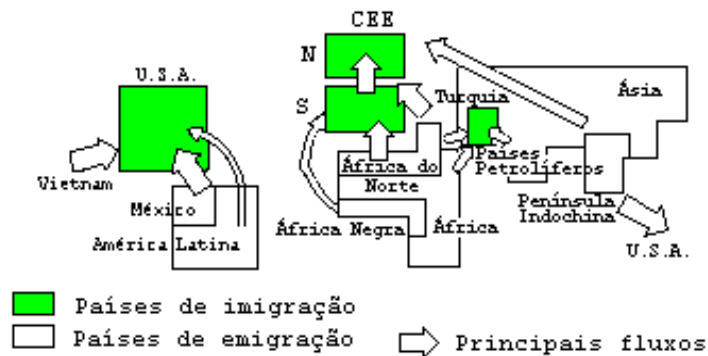 CEE
N
U.S.A.
S
Turquia
Ásia
Vietnam
México
América Latina
África do
Norte
África Negra
África
Países
Petrolíferos
Península
Indochina
U.S.A.
Países de imigração
Países de emigração
Principais fluxos